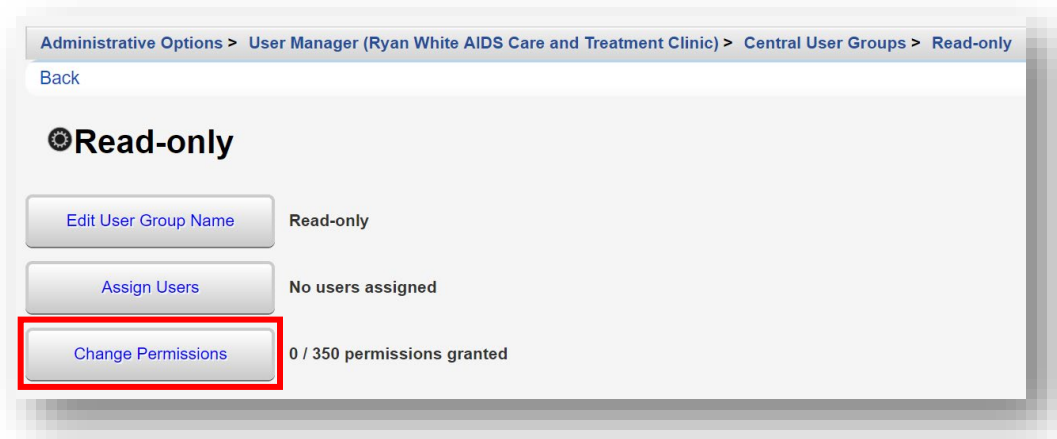 Administrative Options > User Manager (Ryan White AIDS Care and Treatment Clinic) > Central User Groups > Read-only
Back
Read-only
Edit User Group Name Read-only
Assign Users No users assigned
Change Permissions 0 / 350 permissions granted